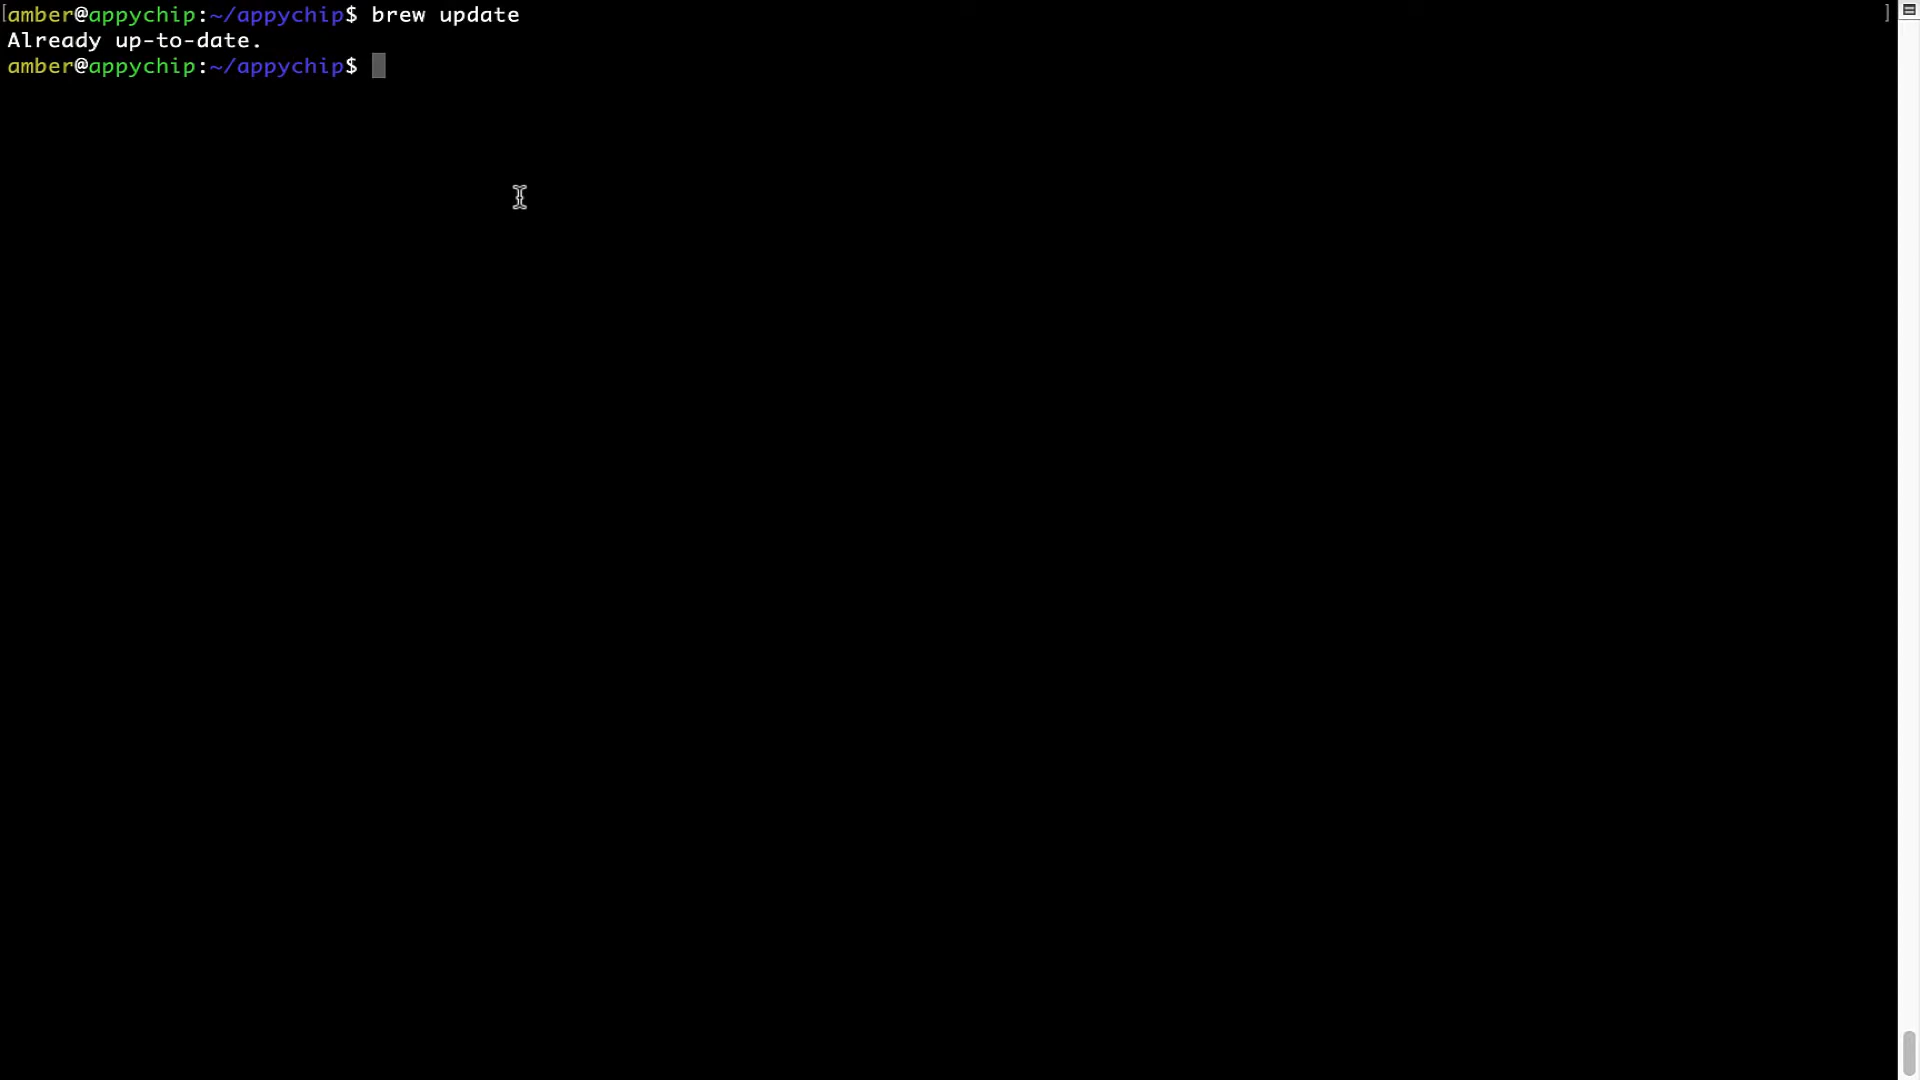 [amber@appychip:~/appychip$ brew update ]
Already up-to-date.
amber@appychip:~/appychip$